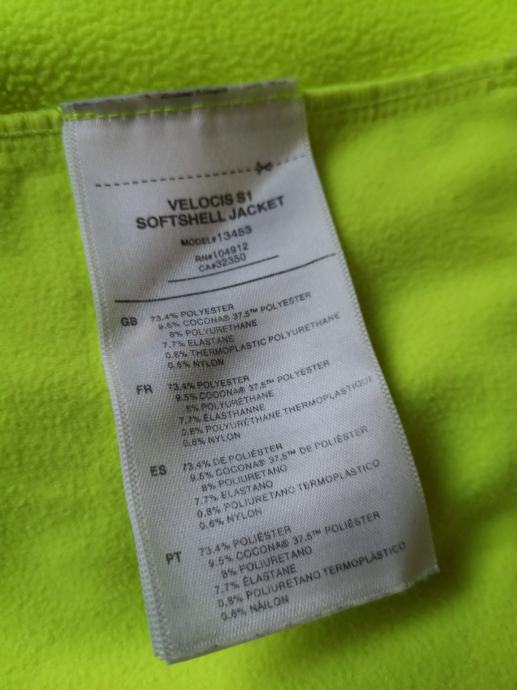 VELOCIS S1
SOFTSHELL JACKET
MODEL#13453
RN#104912
CA#32350
GB 73.4% POLYESTER
9.5% COCONA® 37.5™ POLYESTER
8% POLYURETHANE
7.7% ELASTANE
0.8% THERMOPLASTIC POLYURETHANE
0.6% NYLON
FR 73.4% POLYESTER
9.5% COCONA® 37.5™ POLYESTER
8% POLYURÉTHANE
7.7% ÉLASTHANNE
0.8% POLYURÉTHANE THERMOPLASTIQUE
0.6% NYLON
ES 73.4% DE POLIÉSTER
9.5% COCONA® 37.5™ DE POLIÉSTER
8% POLIURETANO
7.7% ELASTANO
0.8% POLIURETANO TERMOPLÁSTICO
0.6% NYLON
PT 73.4% POLIÉSTER
9.5% COCONA® 37.5™ POLIÉSTER
8% POLIURETANO
7.7% ELASTANE
0.8% POLIURETANO TERMOPLÁSTICO
0.6% NÁILON